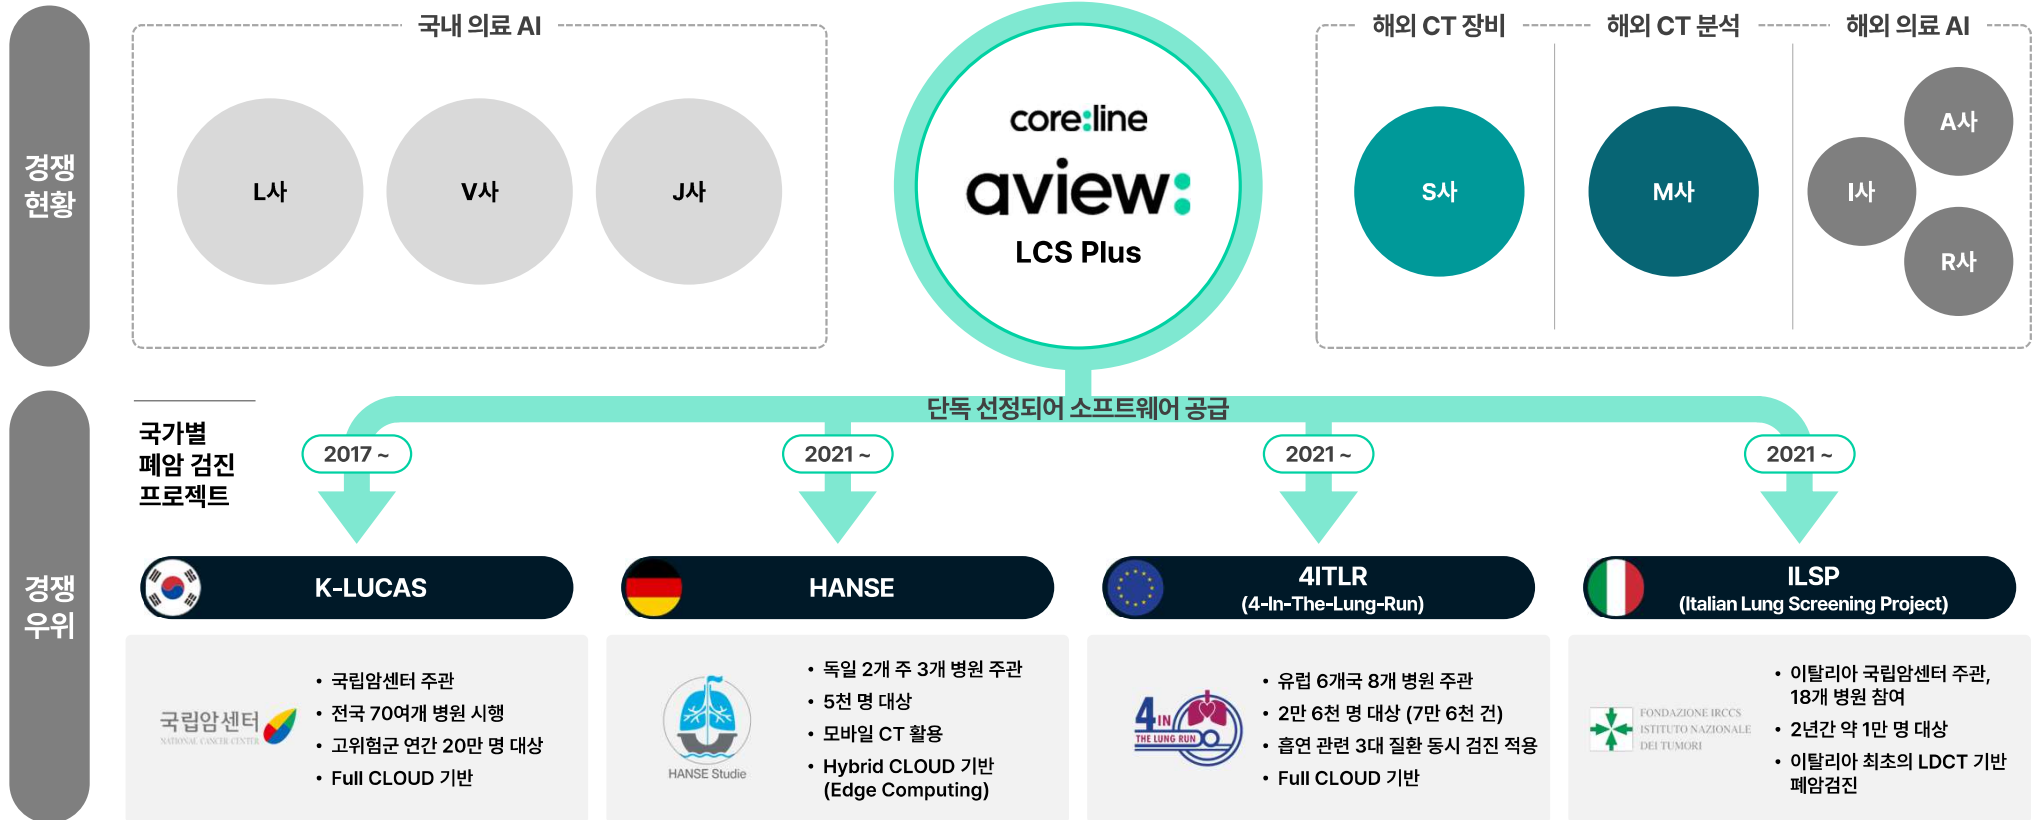 경쟁
현황
국내 의료 AI
L사
V사
J사
core:line
aview:
LCS Plus
해외 CT 장비
해외 CT 분석
해외 의료 AI
S사
M사
I사
A사
R사
경쟁
우위
국가별
폐암 검진
프로젝트
단독 선정되어 소프트웨어 공급
2017 ~
2021 ~
2021 ~
2021 ~
K-LUCAS
국립암센터
NATIONAL CANCER CENTER
• 국립암센터 주관
• 전국 70여개 병원 시행
• 고위험군 연간 20만 명 대상
• Full CLOUD 기반
HANSE
HANSE Studie
• 독일 2개 주 3개 병원 주관
• 5천 명 대상
• 모바일 CT 활용
• Hybrid CLOUD 기반
(Edge Computing)
4ITLR
(4-In-The-Lung-Run)
4 IN
THE LUNG RUN
• 유럽 6개국 8개 병원 주관
• 2만 6천 명 대상 (7만 6천 건)
• 흡연 관련 3대 질환 동시 검진 적용
• Full CLOUD 기반
ILSP
(Italian Lung Screening Project)
FONDAZIONE IRCCS
ISTITUTO NAZIONALE
DEI TUMORI
• 이탈리아 국립암센터 주관,
18개 병원 참여
• 2년간 약 1만 명 대상
• 이탈리아 최초의 LDCT 기반
폐암검진